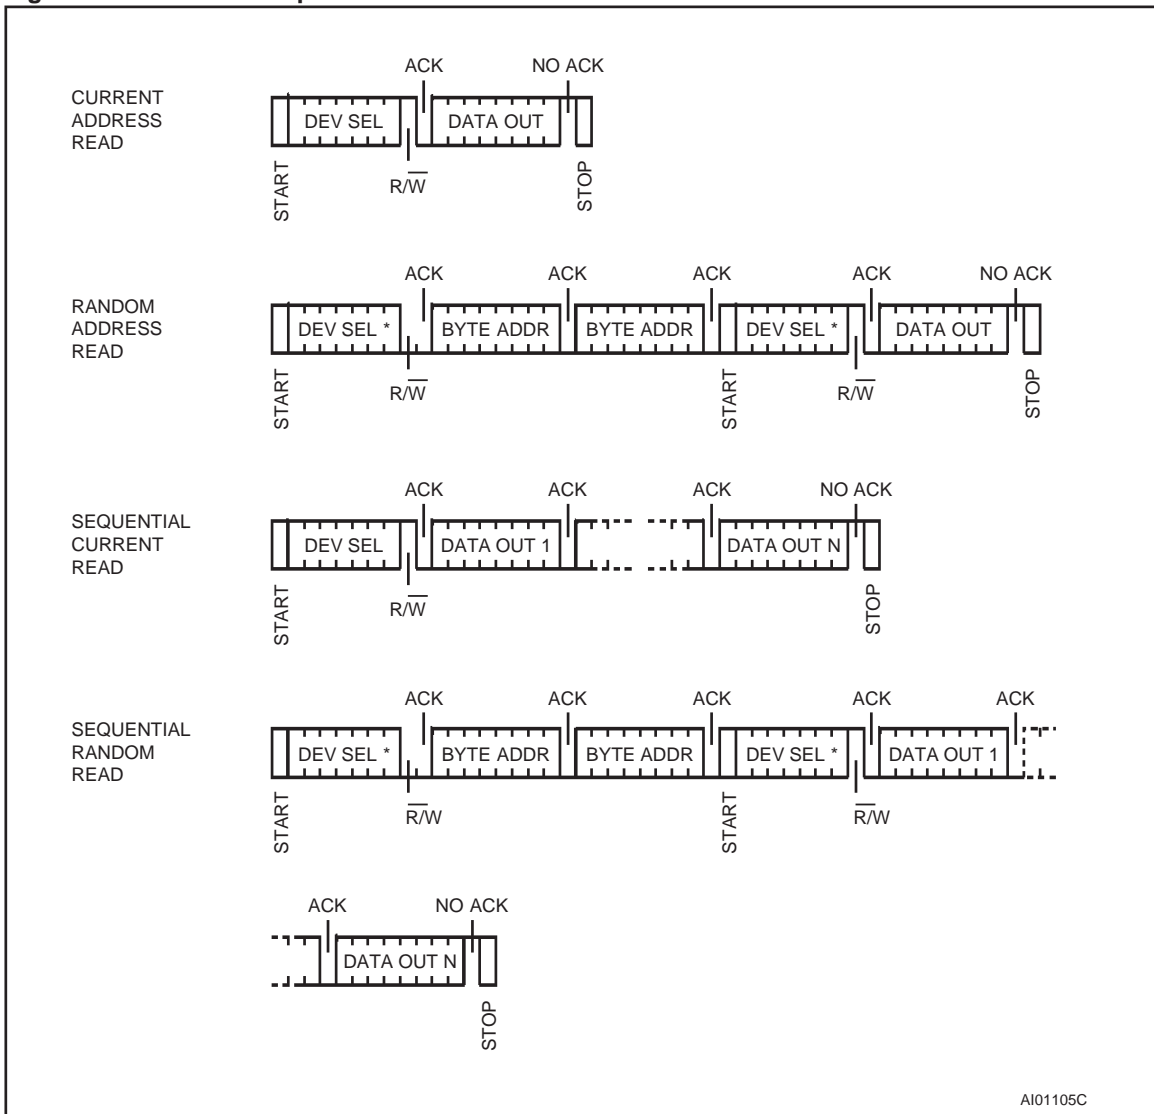 ACK NO ACK
CURRENT
ADDRESS
READ
DEV SEL DATA OUT
START R/W̅ STOP
ACK ACK ACK ACK NO ACK
RANDOM
ADDRESS
READ
DEV SEL * BYTE ADDR BYTE ADDR DEV SEL * DATA OUT
START R/W̅ START R/W̅ STOP
ACK ACK ACK NO ACK
SEQUENTIAL
CURRENT
READ
DEV SEL DATA OUT 1 DATA OUT N
START R/W̅ STOP
ACK ACK ACK ACK ACK
SEQUENTIAL
RANDOM
READ
DEV SEL * BYTE ADDR BYTE ADDR DEV SEL * DATA OUT 1
START R̅/W START R̅/W
ACK NO ACK
DATA OUT N
STOP
AI01105C